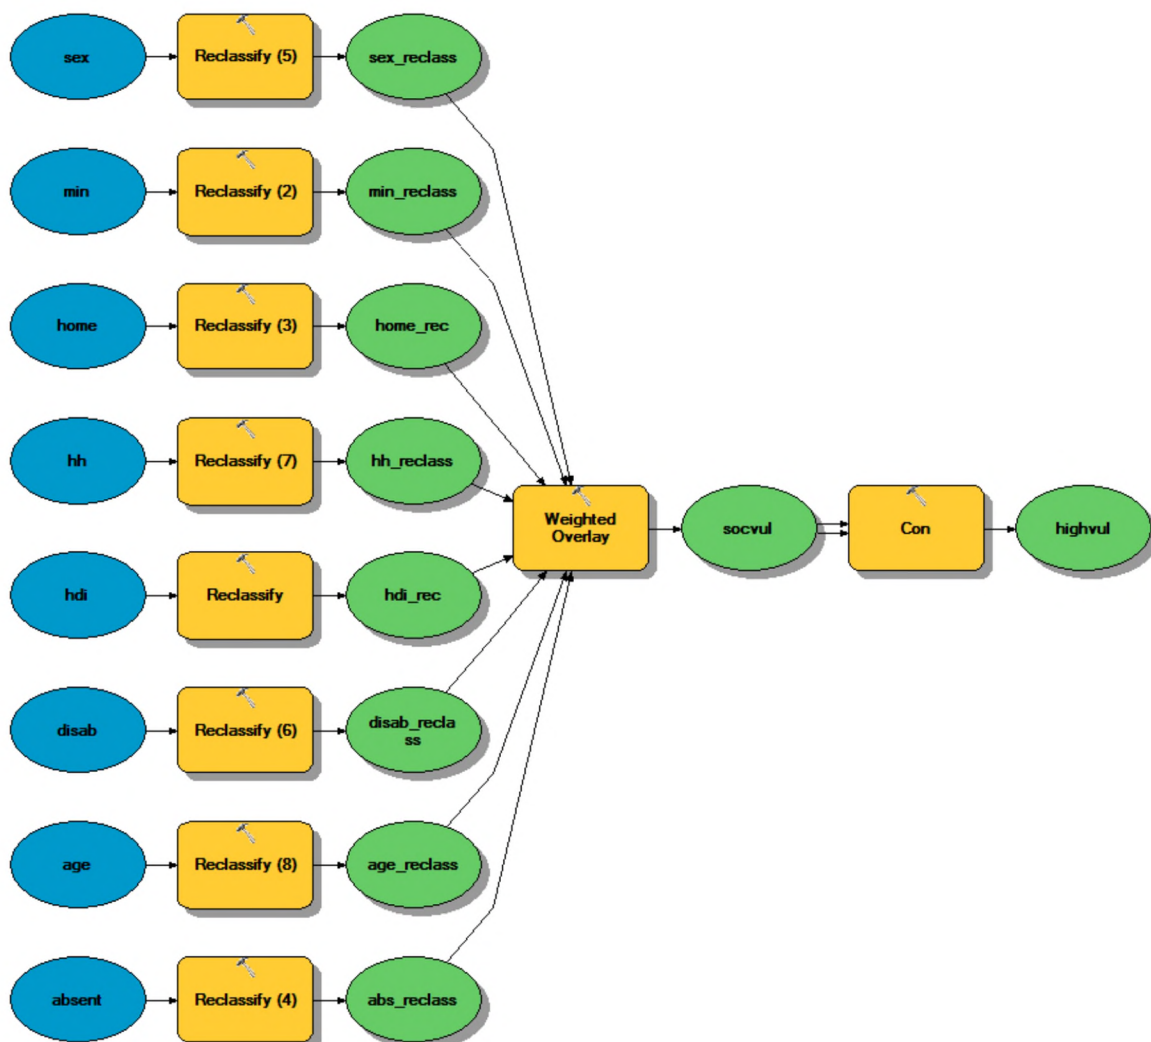 sex
Reclassify (5)
sex_reclass
min
Reclassify (2)
min_reclass
home
Reclassify (3)
home_rec
hh
Reclassify (7)
hh_reclass
Weighted
Overlay
socvul
Con
highvul
hdi
Reclassify
hdi_rec
disab
Reclassify (6)
disab_recla
ss
age
Reclassify (8)
age_reclass
absent
Reclassify (4)
abs_reclass